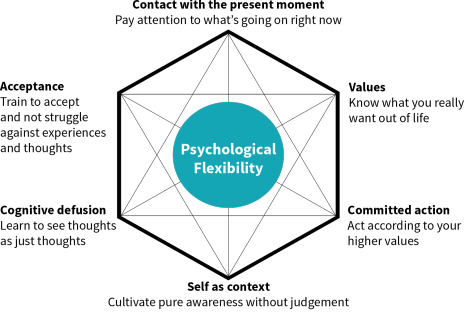 Contact with the present moment
Pay attention to what's going on right now
Acceptance
Train to accept
and not struggle
against experiences
and thoughts
Values
Know what you really
want out of life
Psychological
Flexibility
Cognitive defusion
Learn to see thoughts
as just thoughts
Committed action
Act according to your
higher values
Self as context
Cultivate pure awareness without judgement